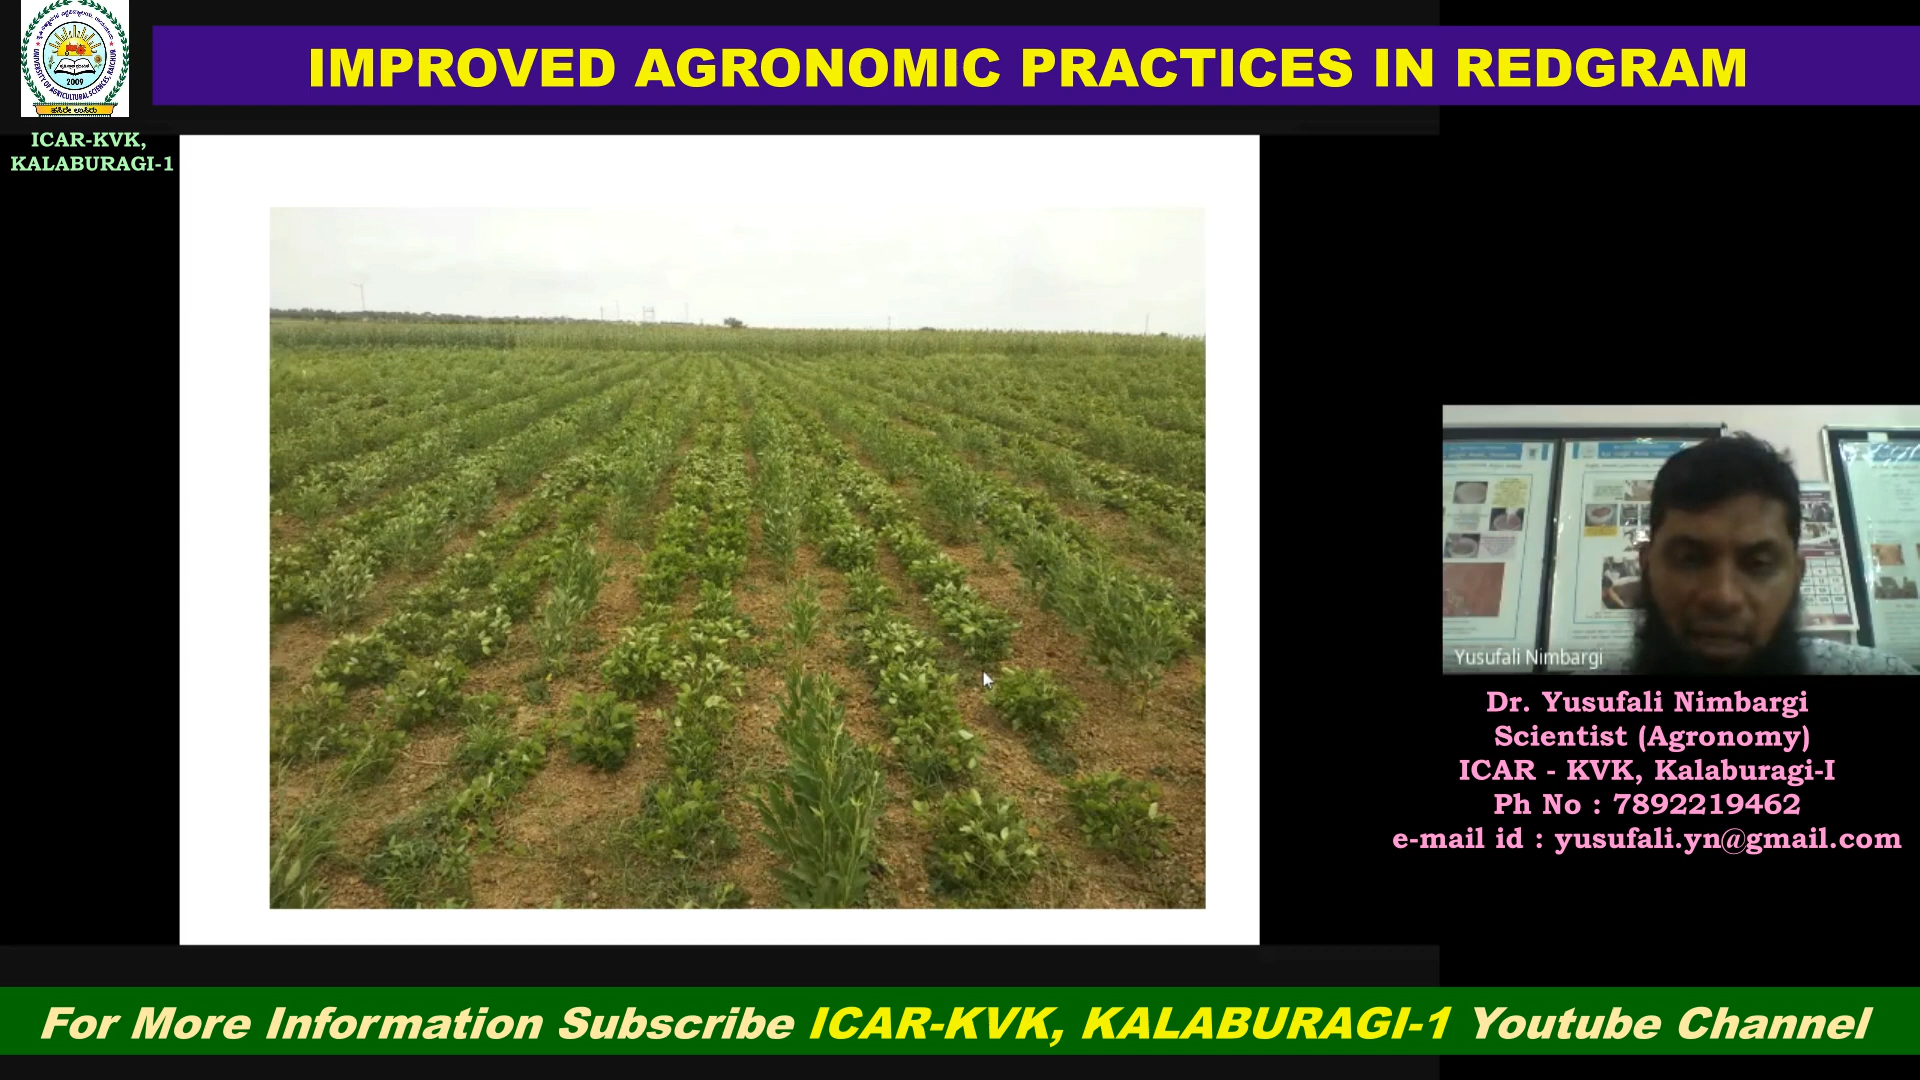 IMPROVED AGRONOMIC PRACTICES IN REDGRAM
2009
ICAR-KVK,
KALABURAGI-1
Yusufali Nimbargi
Dr. Yusufali Nimbargi
Scientist (Agronomy)
ICAR - KVK, Kalaburagi-I
Ph No : 7892219462
e-mail id : yusufali.yn@gmail.com
For More Information Subscribe ICAR-KVK, KALABURAGI-1 Youtube Channel